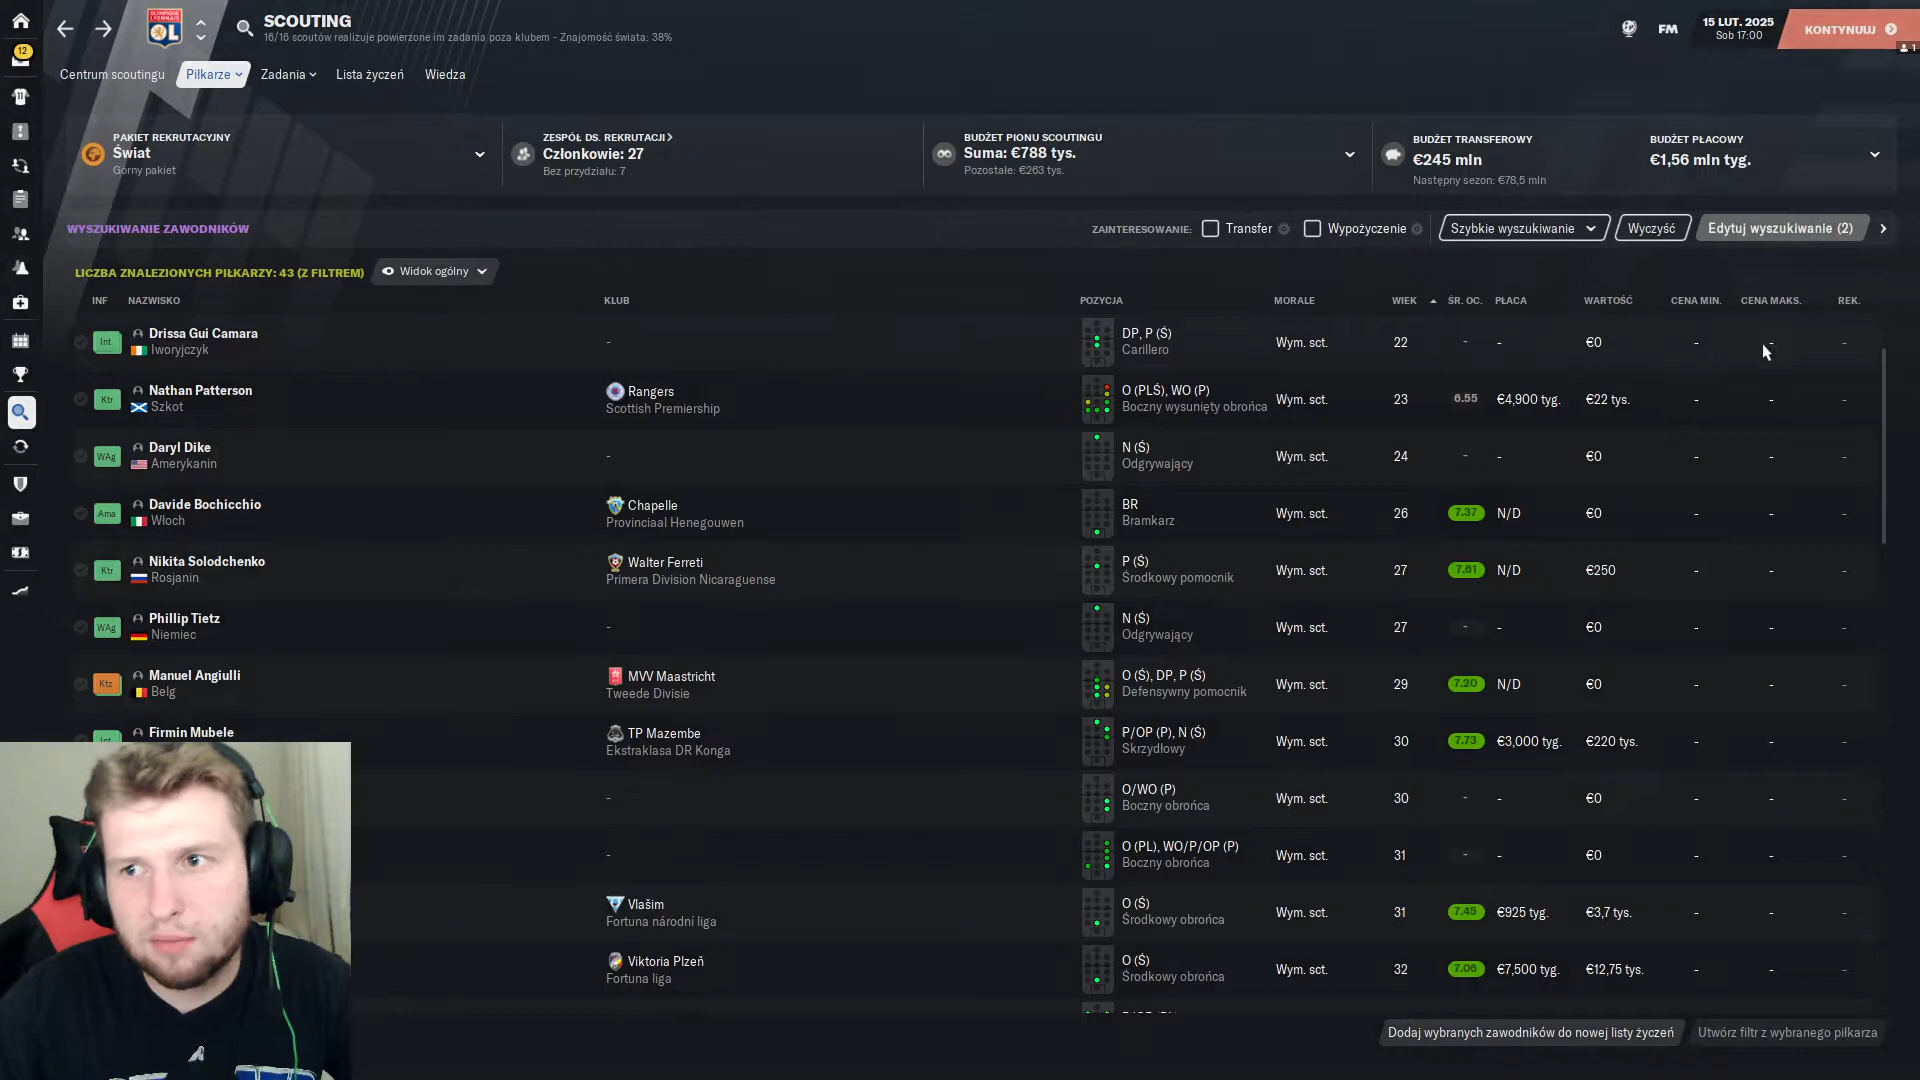 12
SCOUTING
16/16 scoutów realizuje powierzone im zadania poza klubem - Znajomość świata: 38%
FM
15 LUT. 2025
Sob 17:00
KONTYNUUJ
1
Centrum scoutingu
Piłkarze
Zadania
Lista życzeń
Wiedza
PAKIET REKRUTACYJNY
Świat
Górny pakiet
ZESPÓŁ DS. REKRUTACJI
Członkowie: 27
Bez przydziału: 7
BUDŻET PIONU SCOUTINGU
Suma: €788 tys.
Pozostałe: €263 tys.
BUDŻET TRANSFEROWY
€245 mln
Następny sezon: €78,5 mln
BUDŻET PŁACOWY
€1,56 mln tyg.
WYSZUKIWANIE ZAWODNIKÓW
ZAINTERESOWANIE:
Transfer
Wypożyczenie
Szybkie wyszukiwanie
Wyczyść
Edytuj wyszukiwanie (2)
LICZBA ZNALEZIONYCH PIŁKARZY: 43 (Z FILTREM)
Widok ogólny
INF NAZWISKO KLUB POZYCJA MORALE WIEK ŚR. OC. PŁACA WARTOŚĆ CENA MIN. CENA MAKS. REK.
Int Drissa Gui Camara - DP, P (Ś) Wym. sct. 22 - - €0 - - -
Iworyjczyk Carillero
Ktr Nathan Patterson Rangers O (PLŚ), WO (P) Wym. sct. 23 6.55 €4,900 tyg. €22 tys. - - -
Szkot Scottish Premiership Boczny wysunięty obrońca
WAg Daryl Dike - N (Ś) Wym. sct. 24 - - €0 - - -
Amerykanin Odgrywający
Ama Davide Bochicchio Chapelle BR Wym. sct. 26 7.37 N/D €0 - - -
Włoch Provinciaal Henegouwen Bramkarz
Ktr Nikita Solodchenko Walter Ferreti P (Ś) Wym. sct. 27 7.61 N/D €250 - - -
Rosjanin Primera Division Nicaraguense Środkowy pomocnik
WAg Phillip Tietz - N (Ś) Wym. sct. 27 - - €0 - - -
Niemiec Odgrywający
Ktz Manuel Angiulli MVV Maastricht O (Ś), DP, P (Ś) Wym. sct. 29 7.20 N/D €0 - - -
Belg Tweede Divisie Defensywny pomocnik
Int Firmin Mubele TP Mazembe P/OP (P), N (Ś) Wym. sct. 30 7.73 €3,000 tyg. €220 tys. - - -
Ekstraklasa DR Konga Skrzydłowy
- O/WO (P) Wym. sct. 30 - - €0 - - -
Boczny obrońca
- O (PL), WO/P/OP (P) Wym. sct. 31 - - €0 - - -
Boczny obrońca
Vlašim O (Ś) Wym. sct. 31 7.45 €925 tyg. €3,7 tys. - - -
Fortuna národní liga Środkowy obrońca
Viktoria Plzeň O (Ś) Wym. sct. 32 7.06 €7,500 tyg. €12,75 tys. - - -
Fortuna liga Środkowy obrońca
Dodaj wybranych zawodników do nowej listy życzeń
Utwórz filtr z wybranego piłkarza